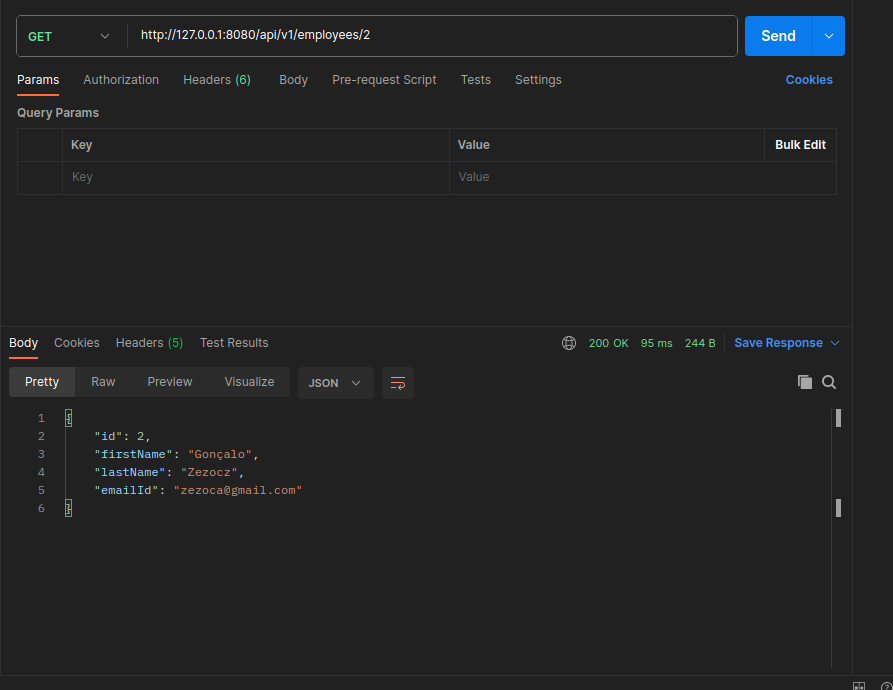 GET http://127.0.0.1:8080/api/v1/employees/2 Send
Params Authorization Headers (6) Body Pre-request Script Tests Settings Cookies
Query Params
Key Value Bulk Edit
Key Value
Body Cookies Headers (5) Test Results 200 OK 95 ms 244 B Save Response
Pretty Raw Preview Visualize JSON
1 {
2 "id": 2,
3 "firstName": "Gonçalo",
4 "lastName": "Zezocz",
5 "emailId": "zezoca@gmail.com"
6 }